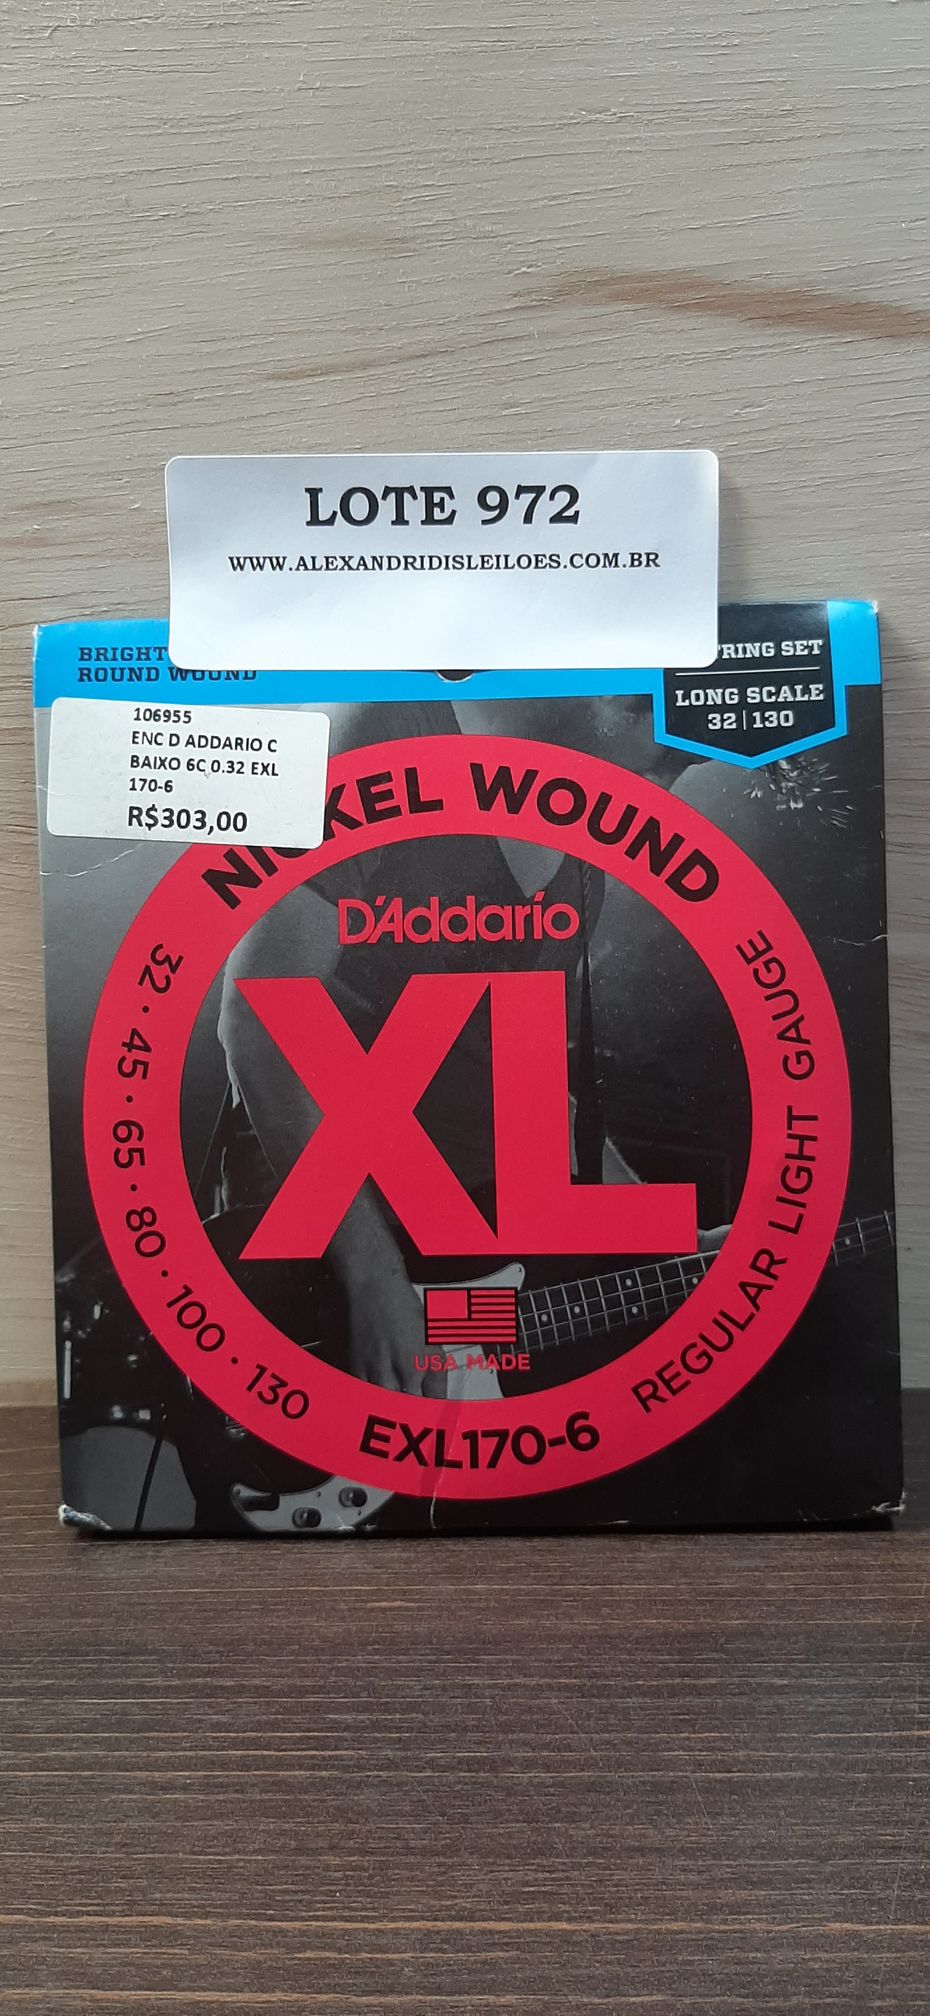 LOTE 972
WWW.ALEXANDRIDISLEILOES.COM.BR
BRIGHT
ROUND WOUND
STRING SET
LONG SCALE
32|130
106955
ENC D ADDARIO C
BAIXO 6C 0.32 EXL
170-6
R$303,00
NICKEL WOUND
D'Addario
XL
32 · 45 · 65 · 80 · 100 · 130
REGULAR LIGHT GAUGE
USA MADE
EXL170-6